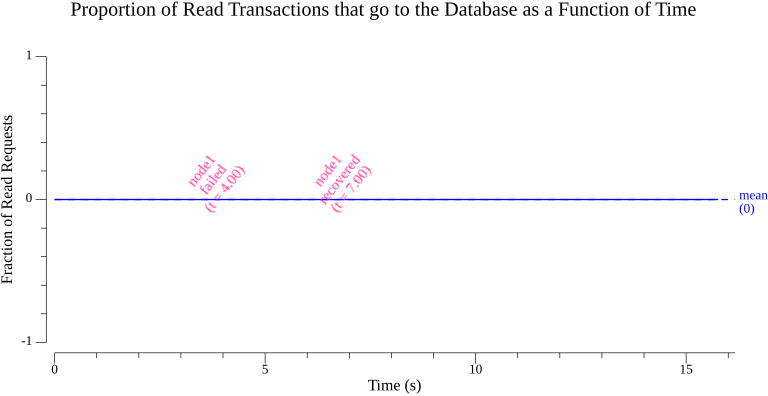 Proportion of Read Transactions that go to the Database as a Function of Time
Fraction of Read Requests
1
0
-1
node1
failed
(t = 4.00)
node1
recovered
(t = 7.00)
mean
(0)
0
5
10
15
Time (s)